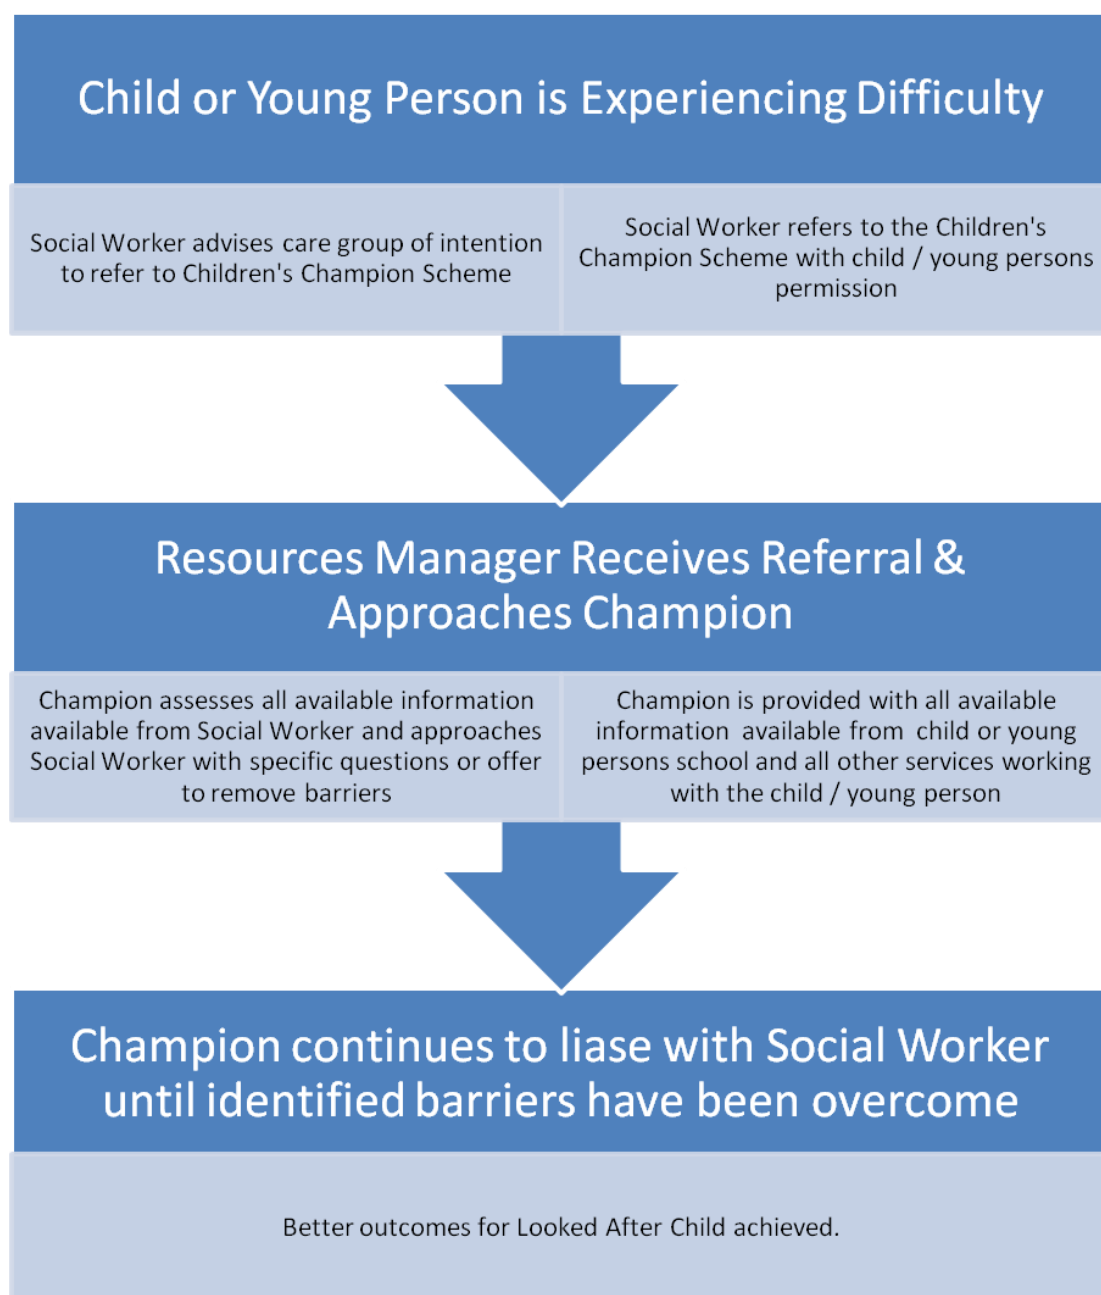 Child or Young Person is Experiencing Difficulty
Social Worker advises care group of intention
to refer to Children's Champion Scheme
Social Worker refers to the Children's
Champion Scheme with child / young persons
permission
Resources Manager Receives Referral &
Approaches Champion
Champion assesses all available information
available from Social Worker and approaches
Social Worker with specific questions or offer
to remove barriers
Champion is provided with all available
information available from child or young
persons school and all other services working
with the child / young person
Champion continues to liase with Social Worker
until identified barriers have been overcome
Better outcomes for Looked After Child achieved.